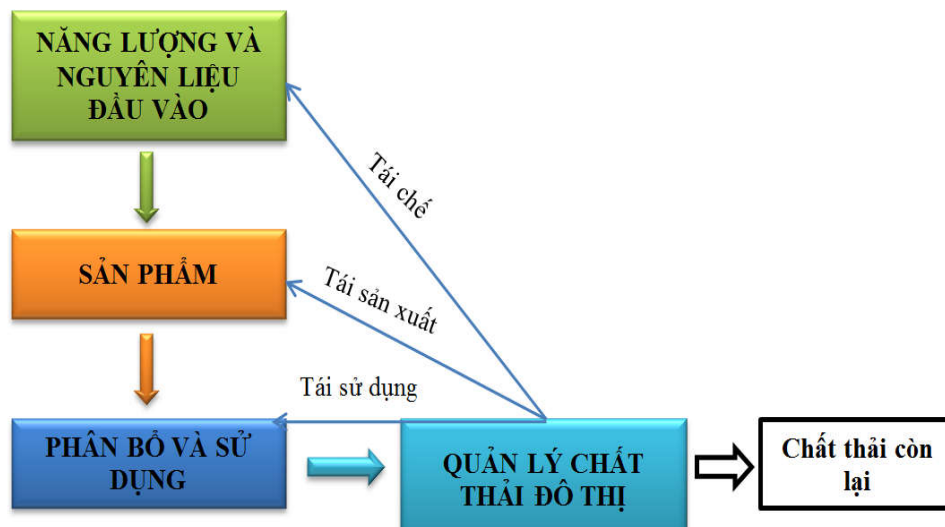 NĂNG LƯỢNG VÀ
NGUYÊN LIỆU
ĐẦU VÀO
Tái chế
SẢN PHẨM
Tái sản xuất
Tái sử dụng
PHÂN BỔ VÀ SỬ
DỤNG
QUẢN LÝ CHẤT
THẢI ĐÔ THỊ
Chất thải còn
lại